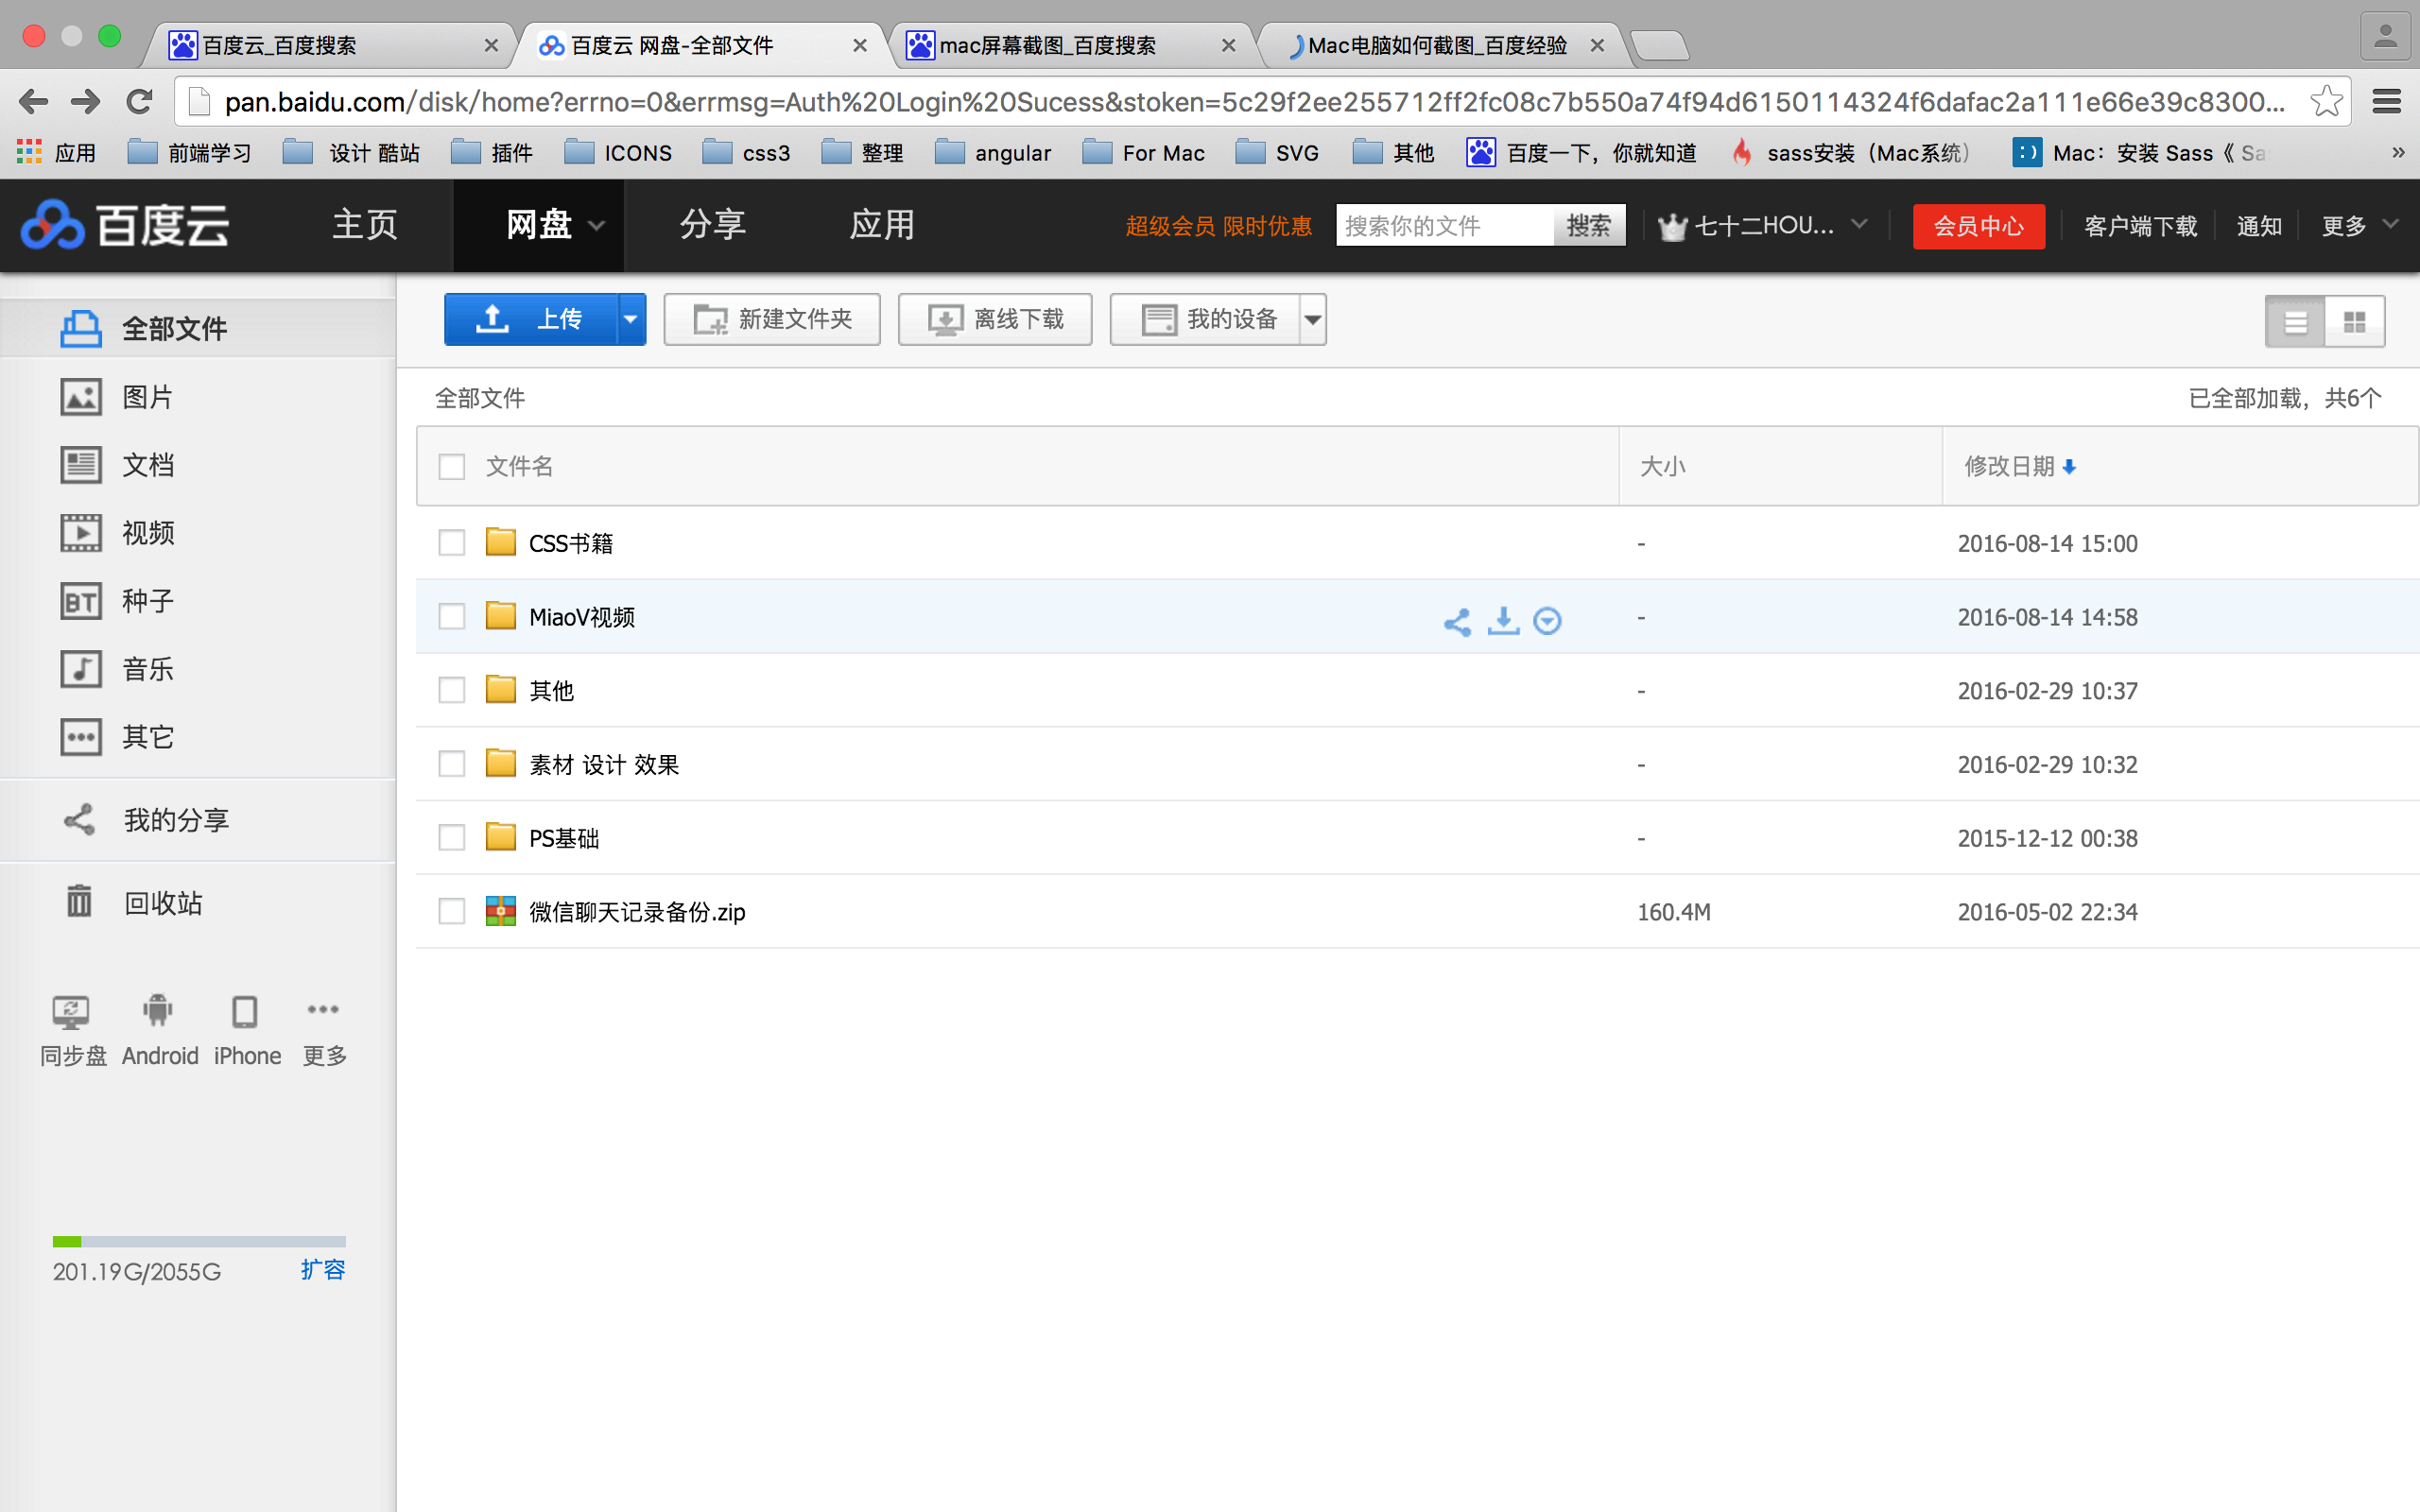 百度云_百度搜索
百度云 网盘-全部文件
mac屏幕截图_百度搜索
Mac电脑如何截图_百度经验
pan.baidu.com/disk/home?errno=0&errmsg=Auth%20Login%20Sucess&stoken=5c29f2ee255712ff2fc08c7b550a74f94d6150114324f6dafac2a111e66e39c8300...
应用 前端学习 设计 酷站 插件 ICONS css3 整理 angular For Mac SVG 其他 百度一下，你就知道 sass安装（Mac系统） Mac：安装 Sass《 Sa »
百度云 主页 网盘 分享 应用 超级会员 限时优惠 搜索你的文件 搜索 七十二HOU... 会员中心 客户端下载 通知 更多
全部文件
图片
文档
视频
BT 种子
音乐
其它
我的分享
回收站
同步盘 Android iPhone 更多
201.19G/2055G 扩容
上传 新建文件夹 离线下载 我的设备
全部文件 已全部加载，共6个
文件名 大小 修改日期
CSS书籍 - 2016-08-14 15:00
MiaoV视频 - 2016-08-14 14:58
其他 - 2016-02-29 10:37
素材 设计 效果 - 2016-02-29 10:32
PS基础 - 2015-12-12 00:38
微信聊天记录备份.zip 160.4M 2016-05-02 22:34